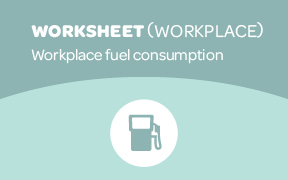 WORKSHEET (WORKPLACE)
Workplace fuel consumption